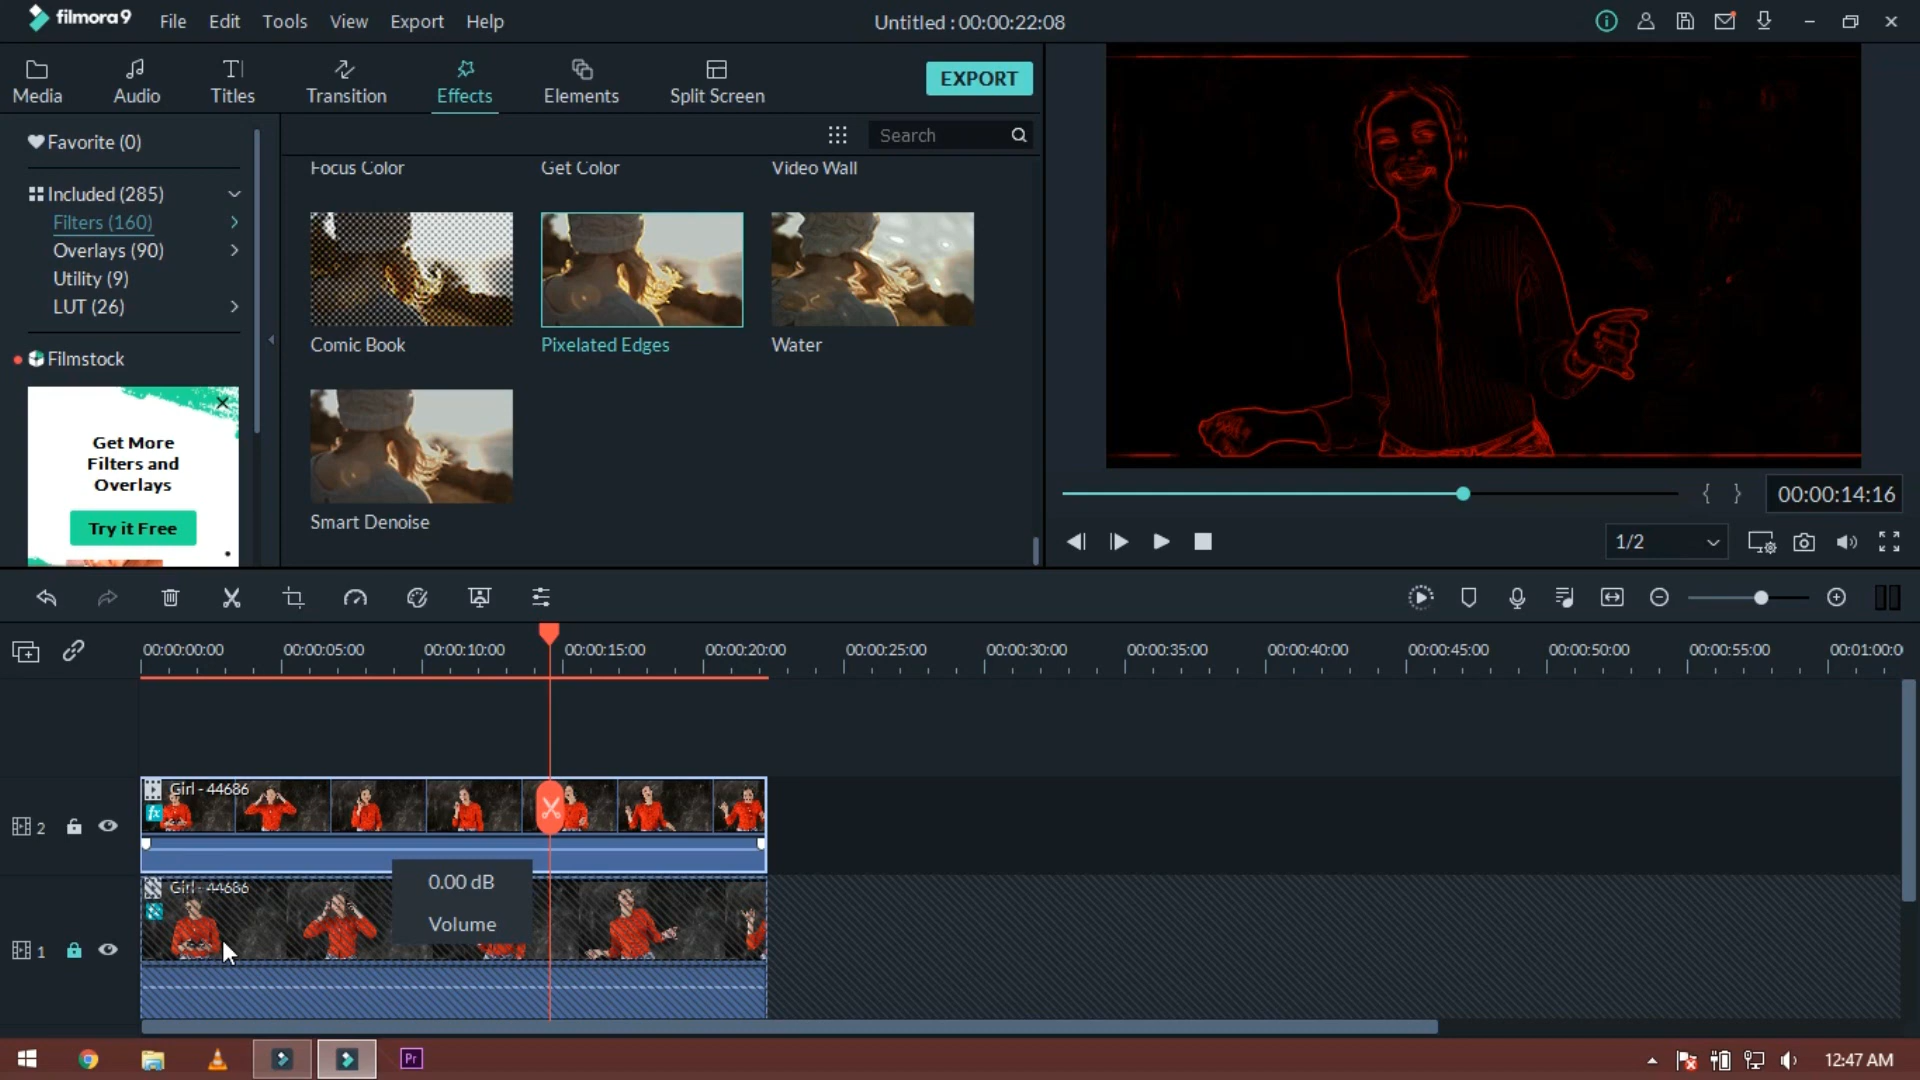 filmora9
File Edit Tools View Export Help
Untitled : 00:00:22:08
Media Audio Titles Transition Effects Elements Split Screen
EXPORT
Favorite (0)
Included (285)
Filters (160)
Overlays (90)
Utility (9)
LUT (26)
Filmstock
Get More
Filters and
Overlays
Try it Free
Search
Focus Color Get Color Video Wall
Comic Book Pixelated Edges Water
Smart Denoise
{ } 00:00:14:16
1/2
00:00:00:00 00:00:05:00 00:00:10:00 00:00:15:00 00:00:20:00 00:00:25:00 00:00:30:00 00:00:35:00 00:00:40:00 00:00:45:00 00:00:50:00 00:00:55:00 00:01:00:0
Girl - 44686
fx
2
0.00 dB
Volume
Girl - 44686
1
Pr
12:47 AM